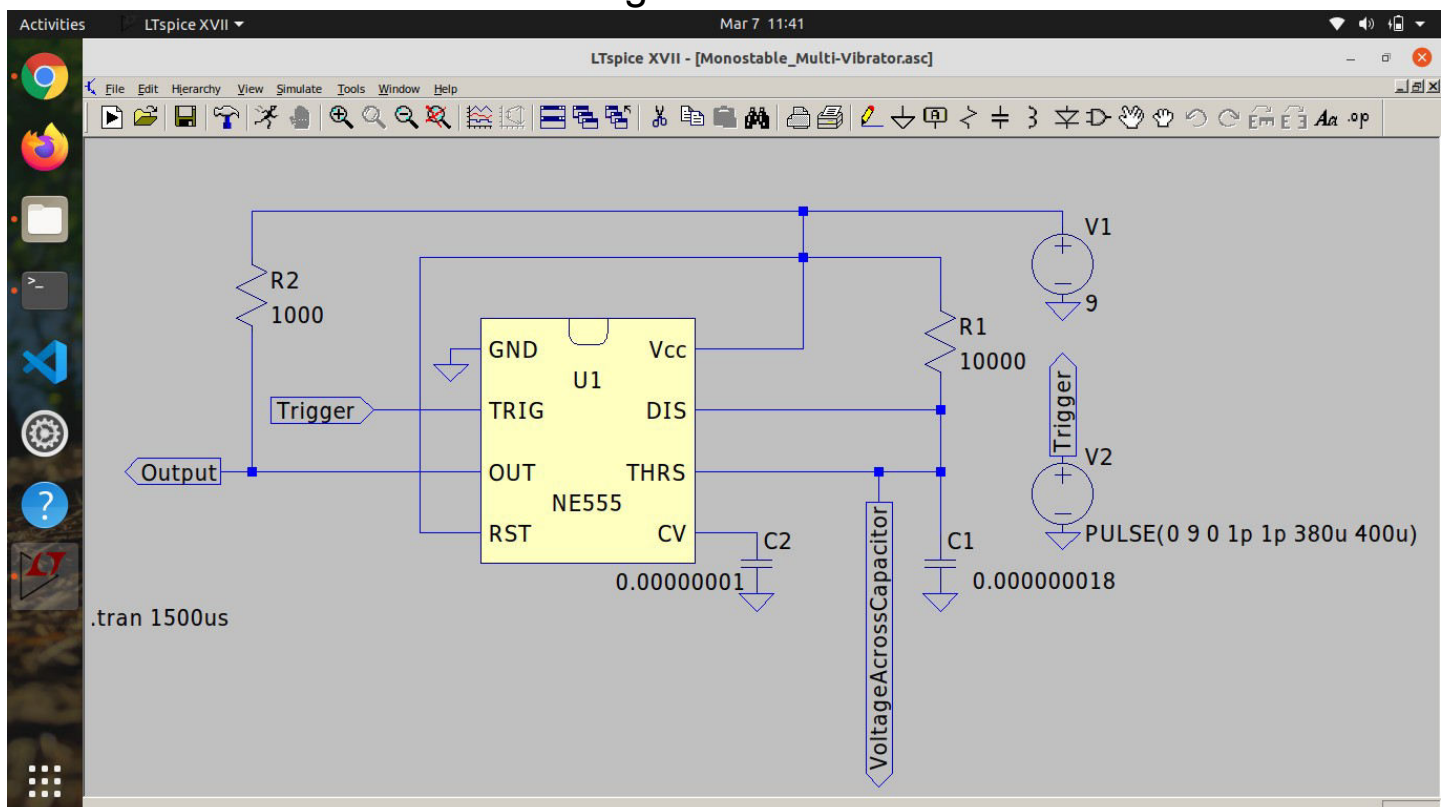 Activities
LTspice XVII
Mar 7 11:41
LTspice XVII - [Monostable_Multi-Vibrator.asc]
File Edit Hierarchy View Simulate Tools Window Help
Aa .op
V1
9
R2
1000
R1
10000
GND
Vcc
U1
Trigger
TRIG
DIS
Trigger
V2
Output
OUT
THRS
NE555
RST
CV
C2
0.00000001
C1
0.000000018
PULSE(0 9 0 1p 1p 380u 400u)
VoltageAcrossCapacitor
.tran 1500us